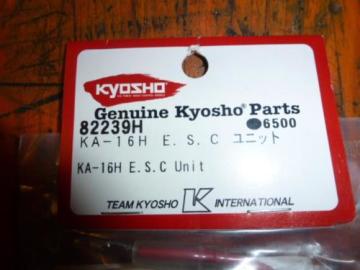 KYOSHO
Genuine Kyosho Parts
82239H ●6500
KA-16H E.S.C ユニット
KA-16H E.S.C Unit
TEAM KYOSHO K INTERNATIONAL